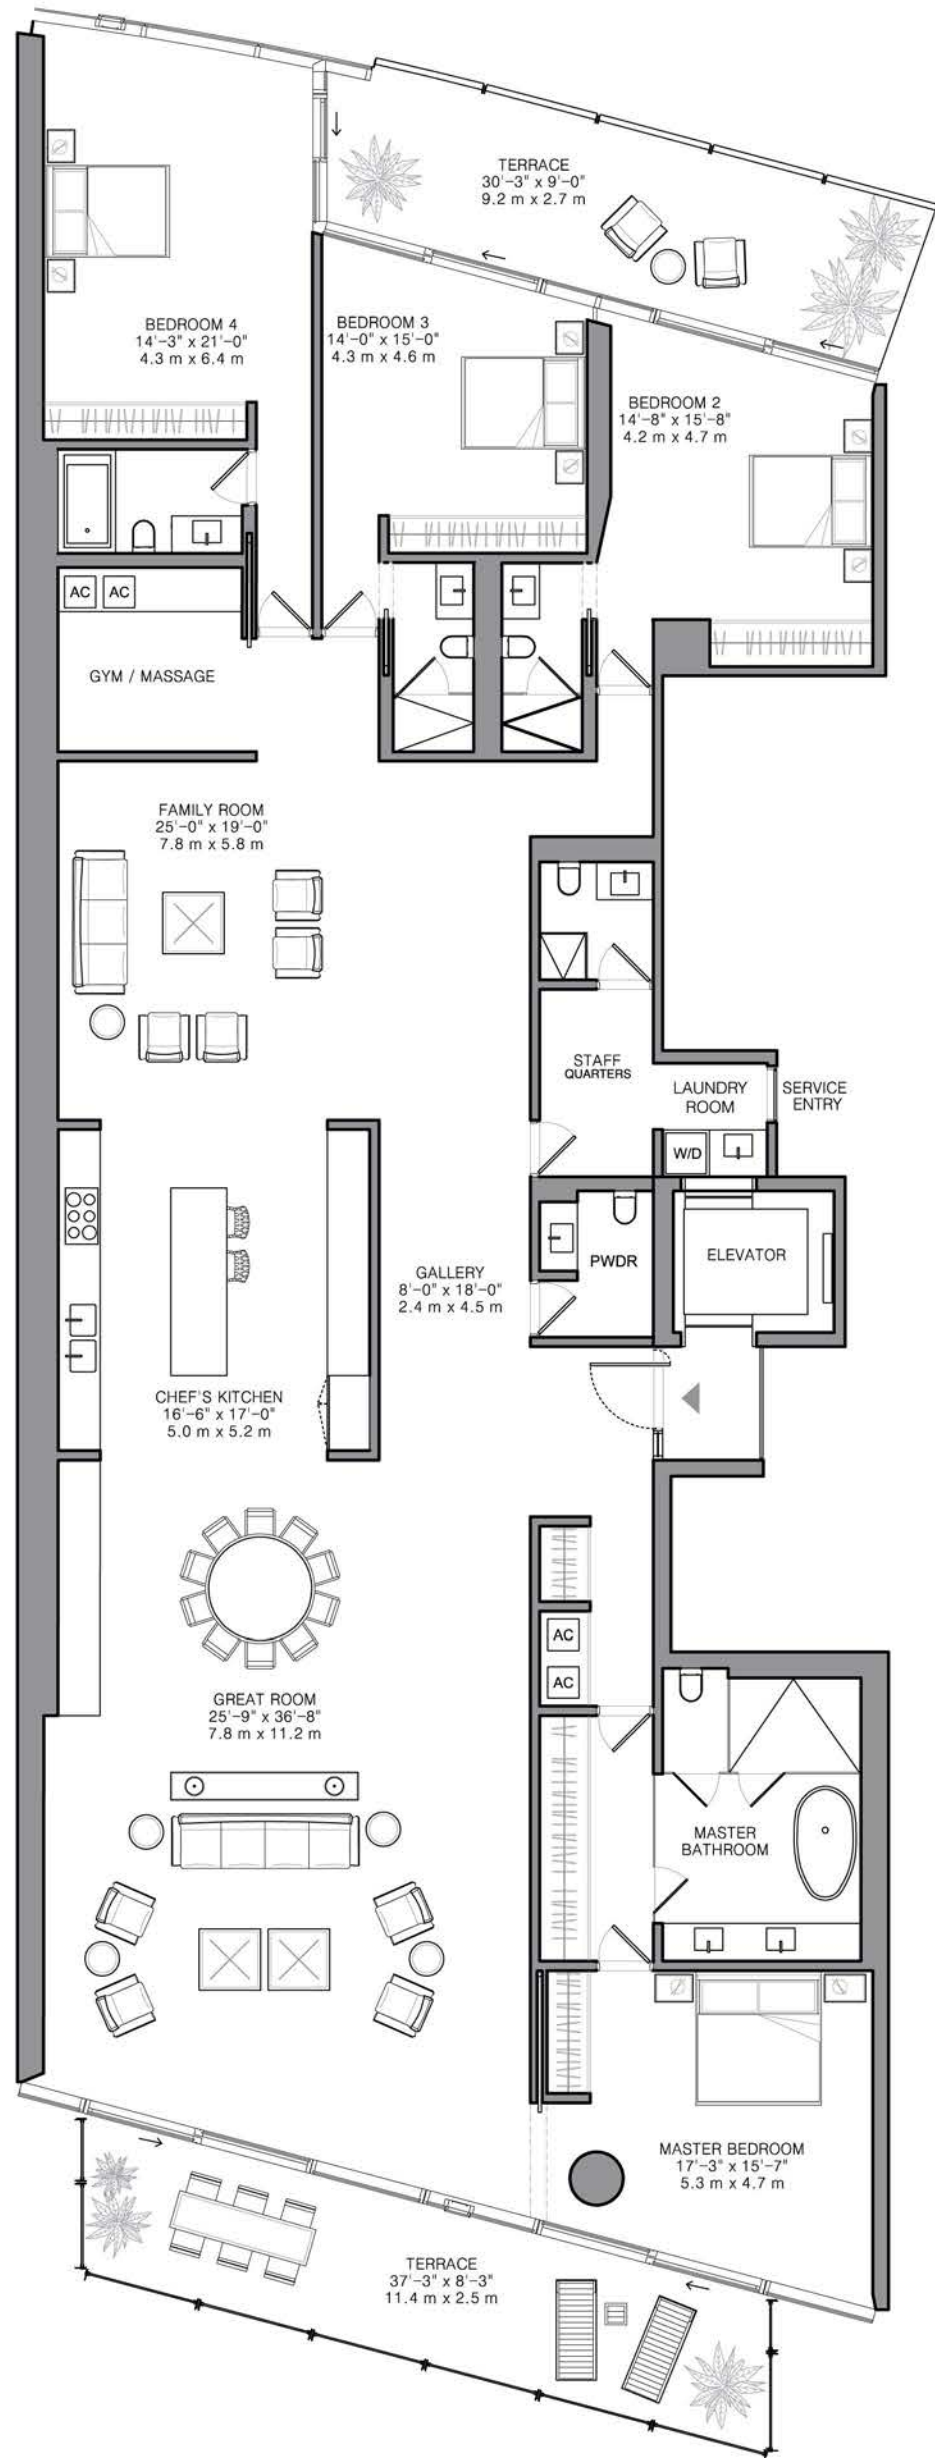 TERRACE
30'-3" x 9'-0"
9.2 m x 2.7 m
BEDROOM 4
14'-3" x 21'-0"
4.3 m x 6.4 m
BEDROOM 3
14'-0" x 15'-0"
4.3 m x 4.6 m
BEDROOM 2
14'-8" x 15'-8"
4.2 m x 4.7 m
AC
AC
GYM / MASSAGE
FAMILY ROOM
25'-0" x 19'-0"
7.8 m x 5.8 m
STAFF
QUARTERS
LAUNDRY
ROOM
SERVICE
ENTRY
W/D
PWDR
ELEVATOR
GALLERY
8'-0" x 18'-0"
2.4 m x 4.5 m
CHEF'S KITCHEN
16'-6" x 17'-0"
5.0 m x 5.2 m
AC
AC
GREAT ROOM
25'-9" x 36'-8"
7.8 m x 11.2 m
MASTER
BATHROOM
MASTER BEDROOM
17'-3" x 15'-7"
5.3 m x 4.7 m
TERRACE
37'-3" x 8'-3"
11.4 m x 2.5 m